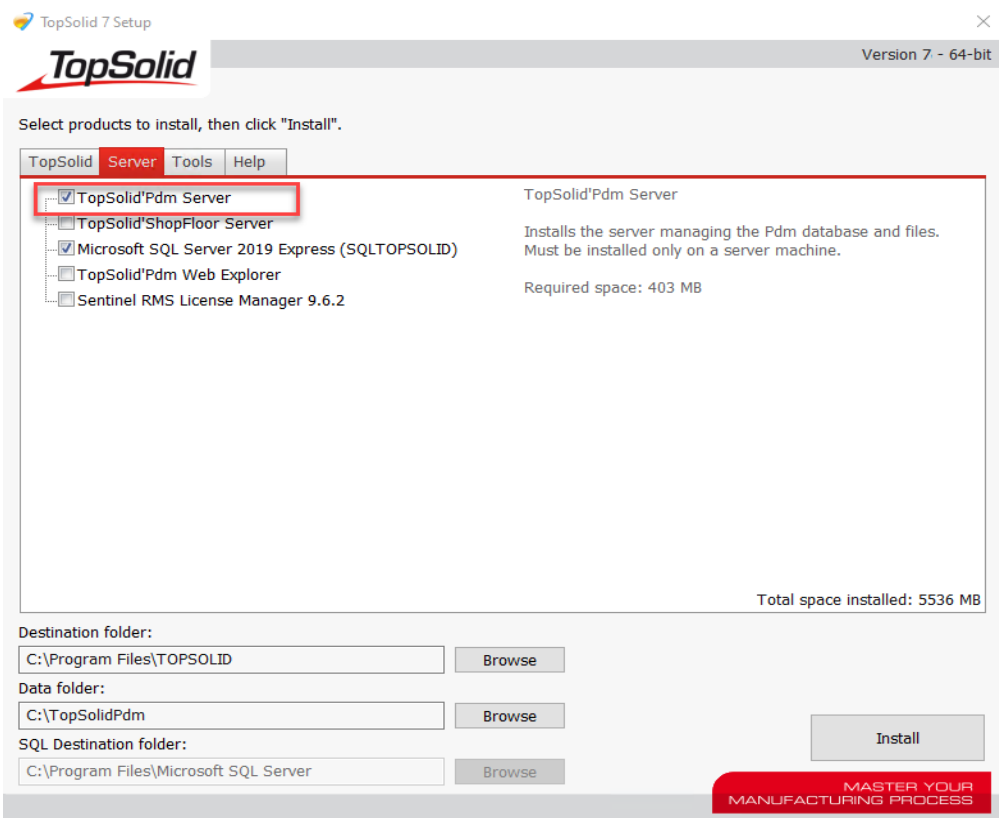 TopSolid 7 Setup
TopSolid
Version 7 - 64-bit
Select products to install, then click "Install".
TopSolid Server Tools Help
TopSolid'Pdm Server
TopSolid'ShopFloor Server
Microsoft SQL Server 2019 Express (SQLTOPSOLID)
TopSolid'Pdm Web Explorer
Sentinel RMS License Manager 9.6.2
TopSolid'Pdm Server
Installs the server managing the Pdm database and files.
Must be installed only on a server machine.
Required space: 403 MB
Total space installed: 5536 MB
Destination folder:
C:\Program Files\TOPSOLID Browse
Data folder:
C:\TopSolidPdm Browse
SQL Destination folder:
C:\Program Files\Microsoft SQL Server Browse
Install
MASTER YOUR
MANUFACTURING PROCESS